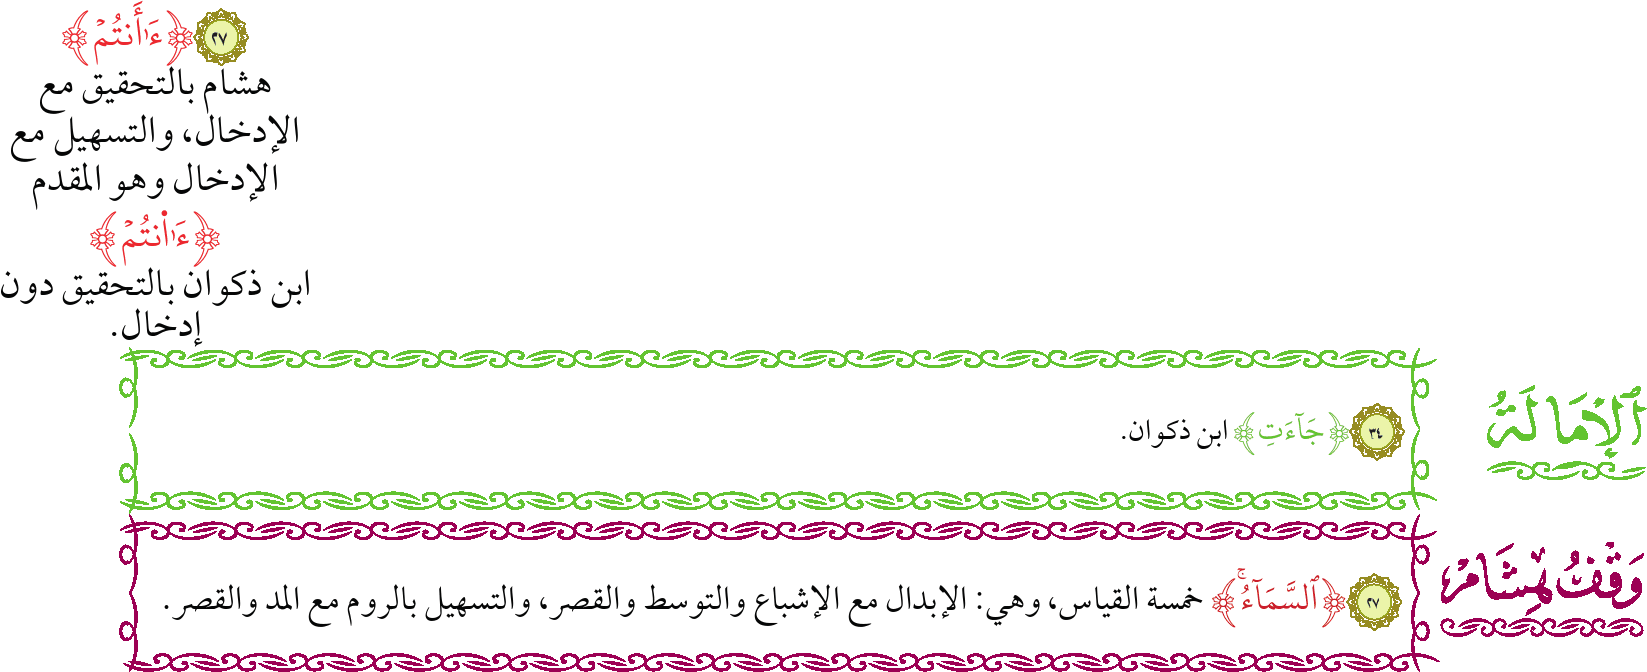 ٢٧ ﴿ءَاأَنتُمْ﴾
هشام بالتحقيق مع
الإدخال، والتسهيل مع
الإدخال وهو المقدم
﴿ءَا۬نتُمْ﴾
ابن ذكوان بالتحقيق دون
إدخال.
ٱلْإِمَالَةُ
٣٤ ﴿جَآءَتِ﴾ ابن ذكوان.
وَقْفُ هِشَامٍ
٢٧ ﴿ٱلسَّمَآءُۚ﴾ خمسة القياس، وهي: الإبدال مع الإشباع والتوسط والقصر، والتسهيل بالروم مع المد والقصر.